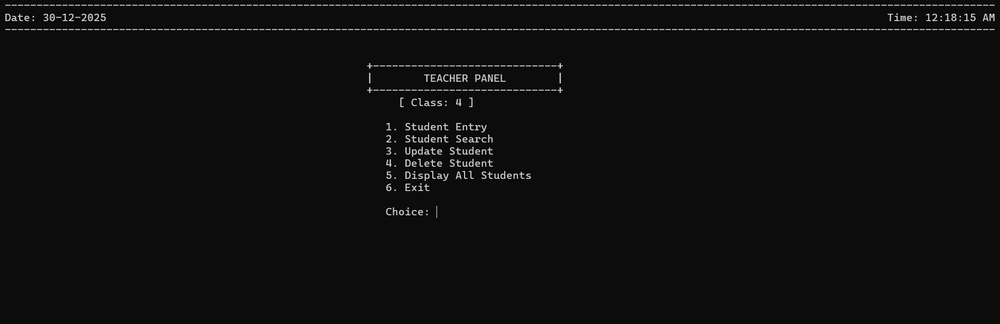 Date: 30-12-2025 Time: 12:18:15 AM
TEACHER PANEL
[ Class: 4 ]
1. Student Entry
2. Student Search
3. Update Student
4. Delete Student
5. Display All Students
6. Exit
Choice: